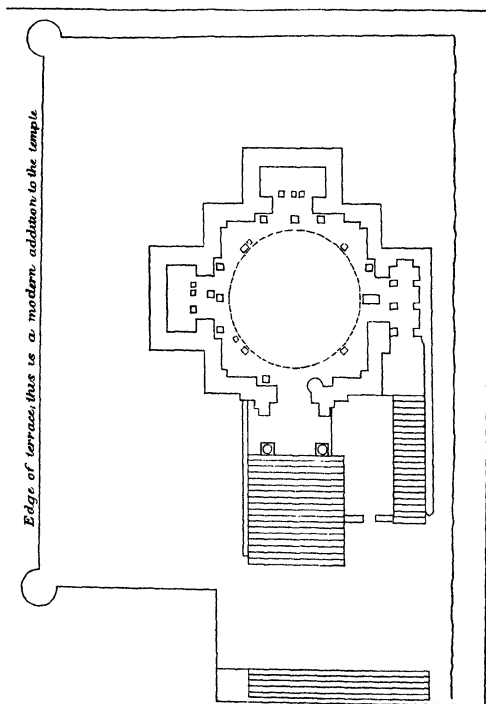 Edge of terrace, this is a modern addition to the temple